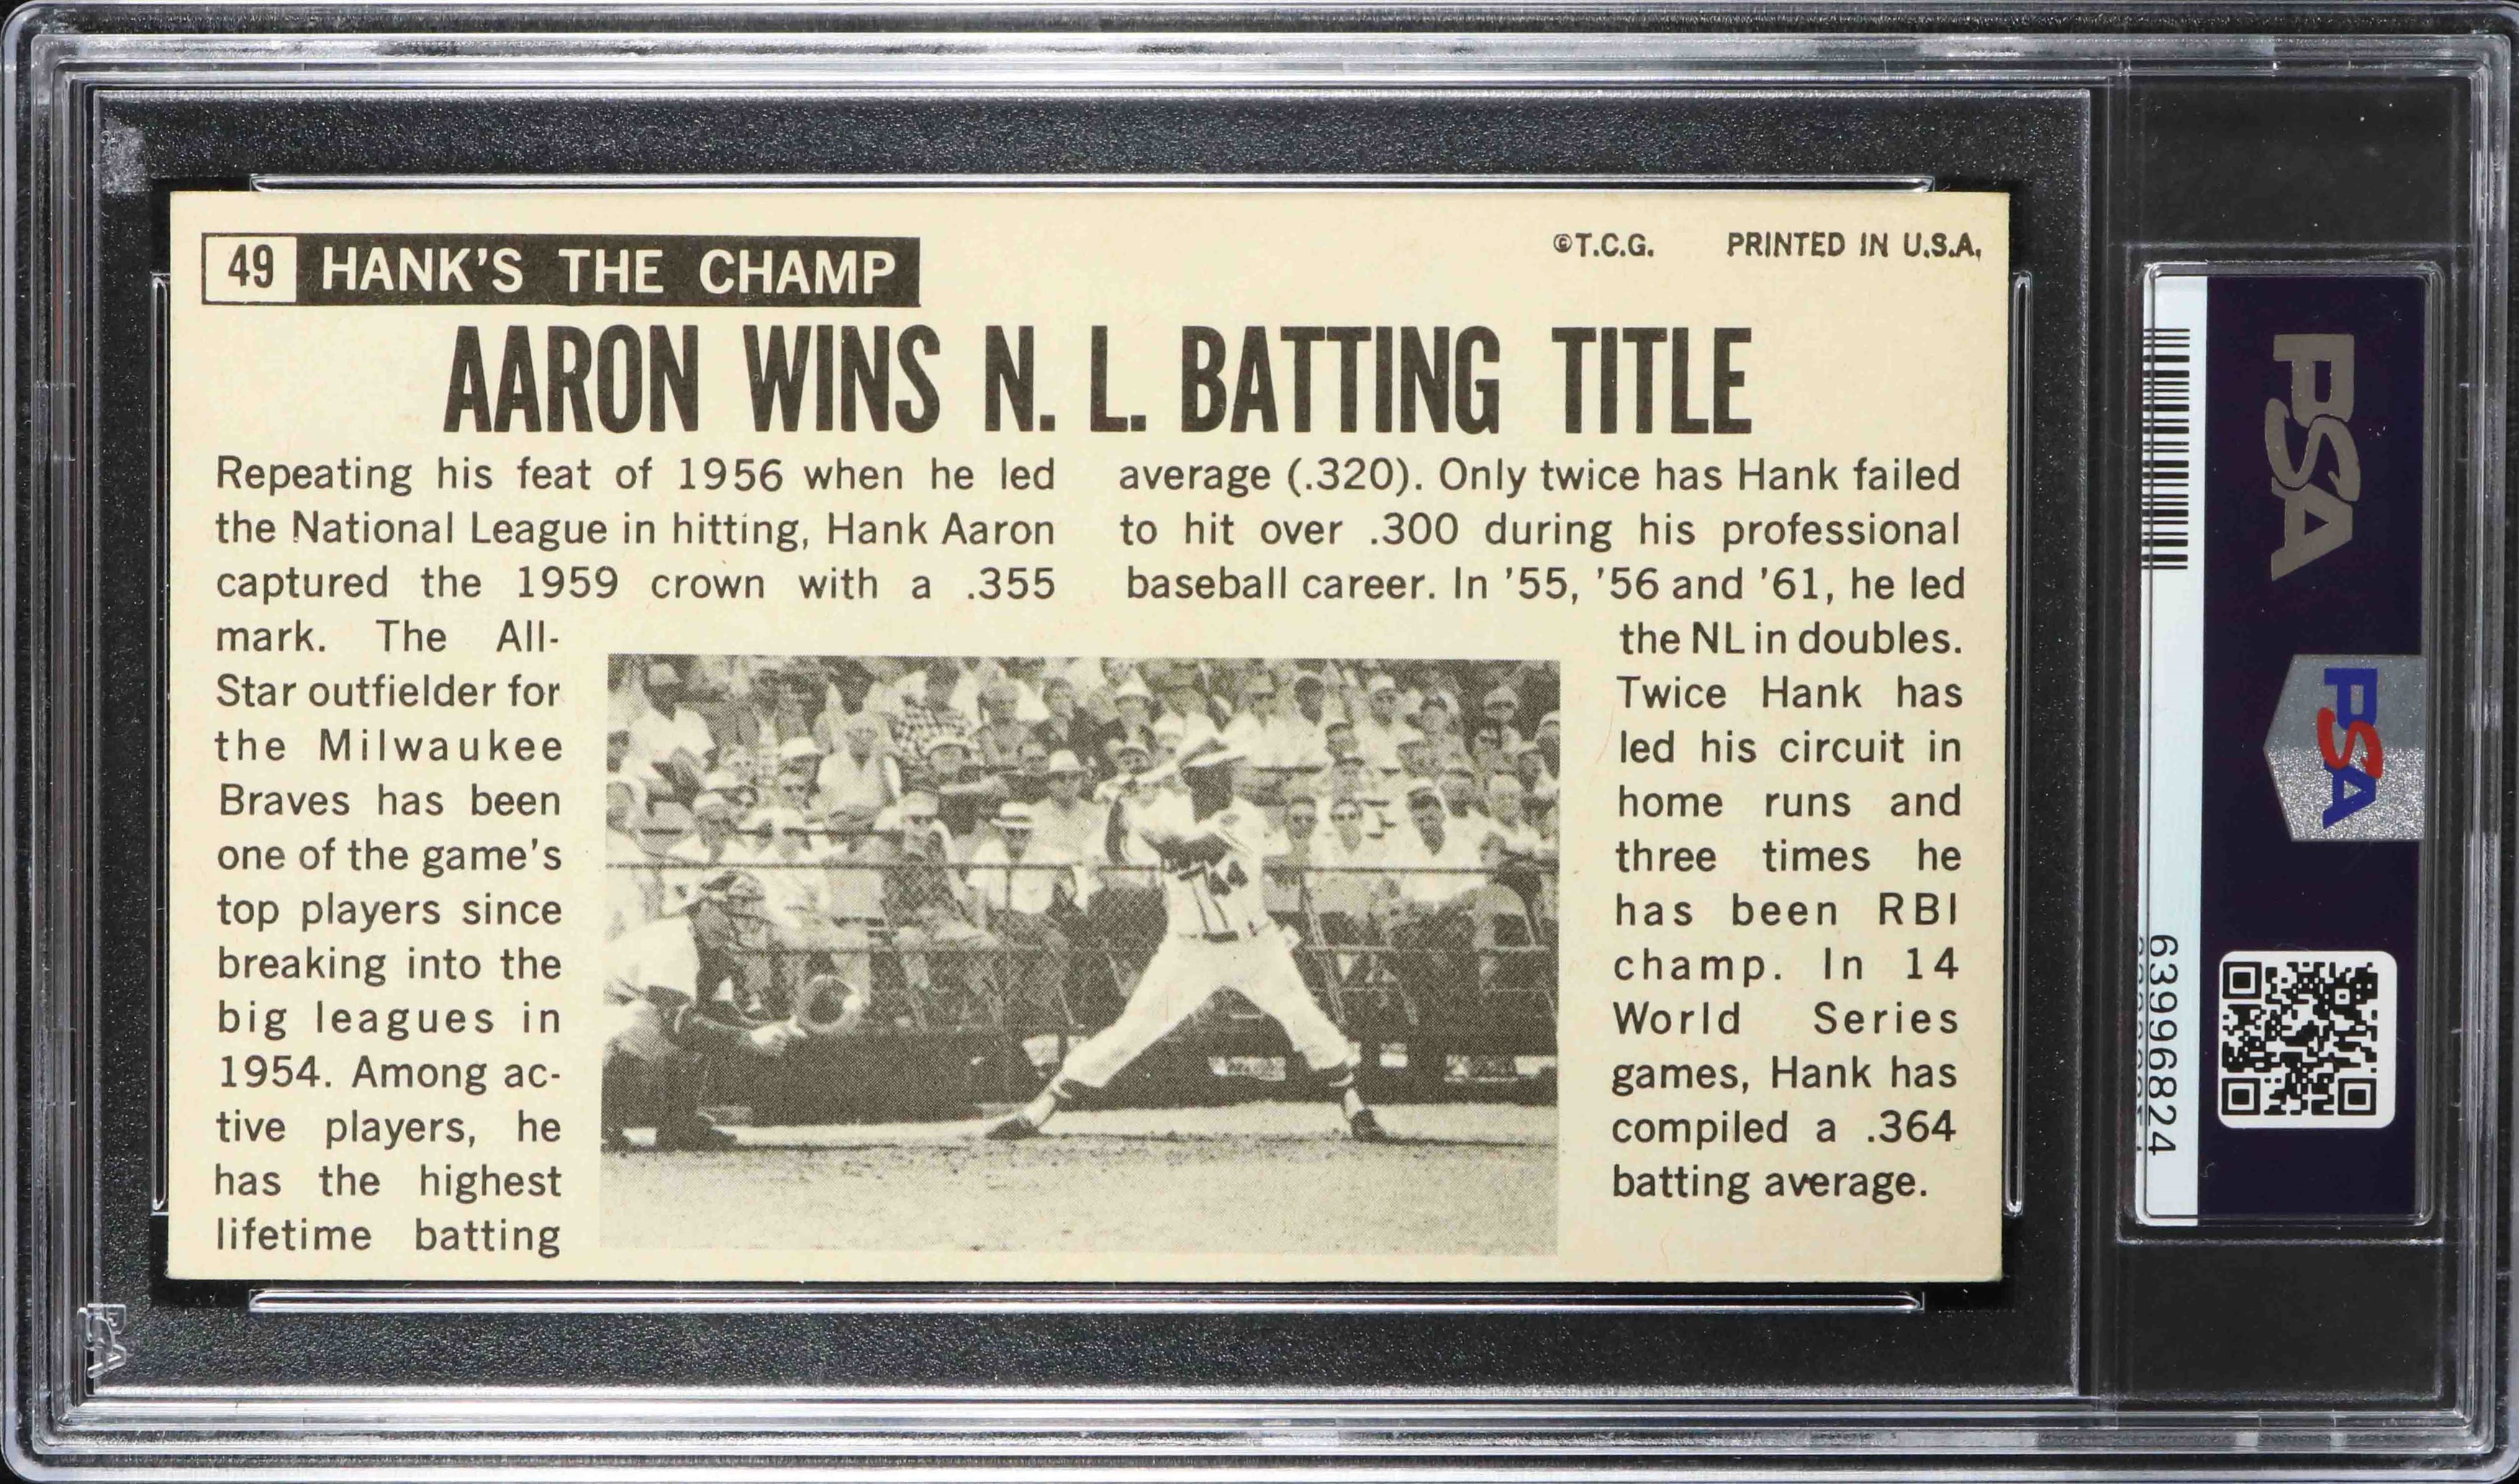 49 HANK'S THE CHAMP
©T.C.G. PRINTED IN U.S.A.
AARON WINS N. L. BATTING TITLE
Repeating his feat of 1956 when he led
the National League in hitting, Hank Aaron
captured the 1959 crown with a .355
mark. The All-
Star outfielder for
the Milwaukee
Braves has been
one of the game's
top players since
breaking into the
big leagues in
1954. Among ac-
tive players, he
has the highest
lifetime batting
average (.320). Only twice has Hank failed
to hit over .300 during his professional
baseball career. In '55, '56 and '61, he led
the NL in doubles.
Twice Hank has
led his circuit in
home runs and
three times he
has been RBI
champ. In 14
World Series
games, Hank has
compiled a .364
batting average.
PSA
PSA
63996824
PSA